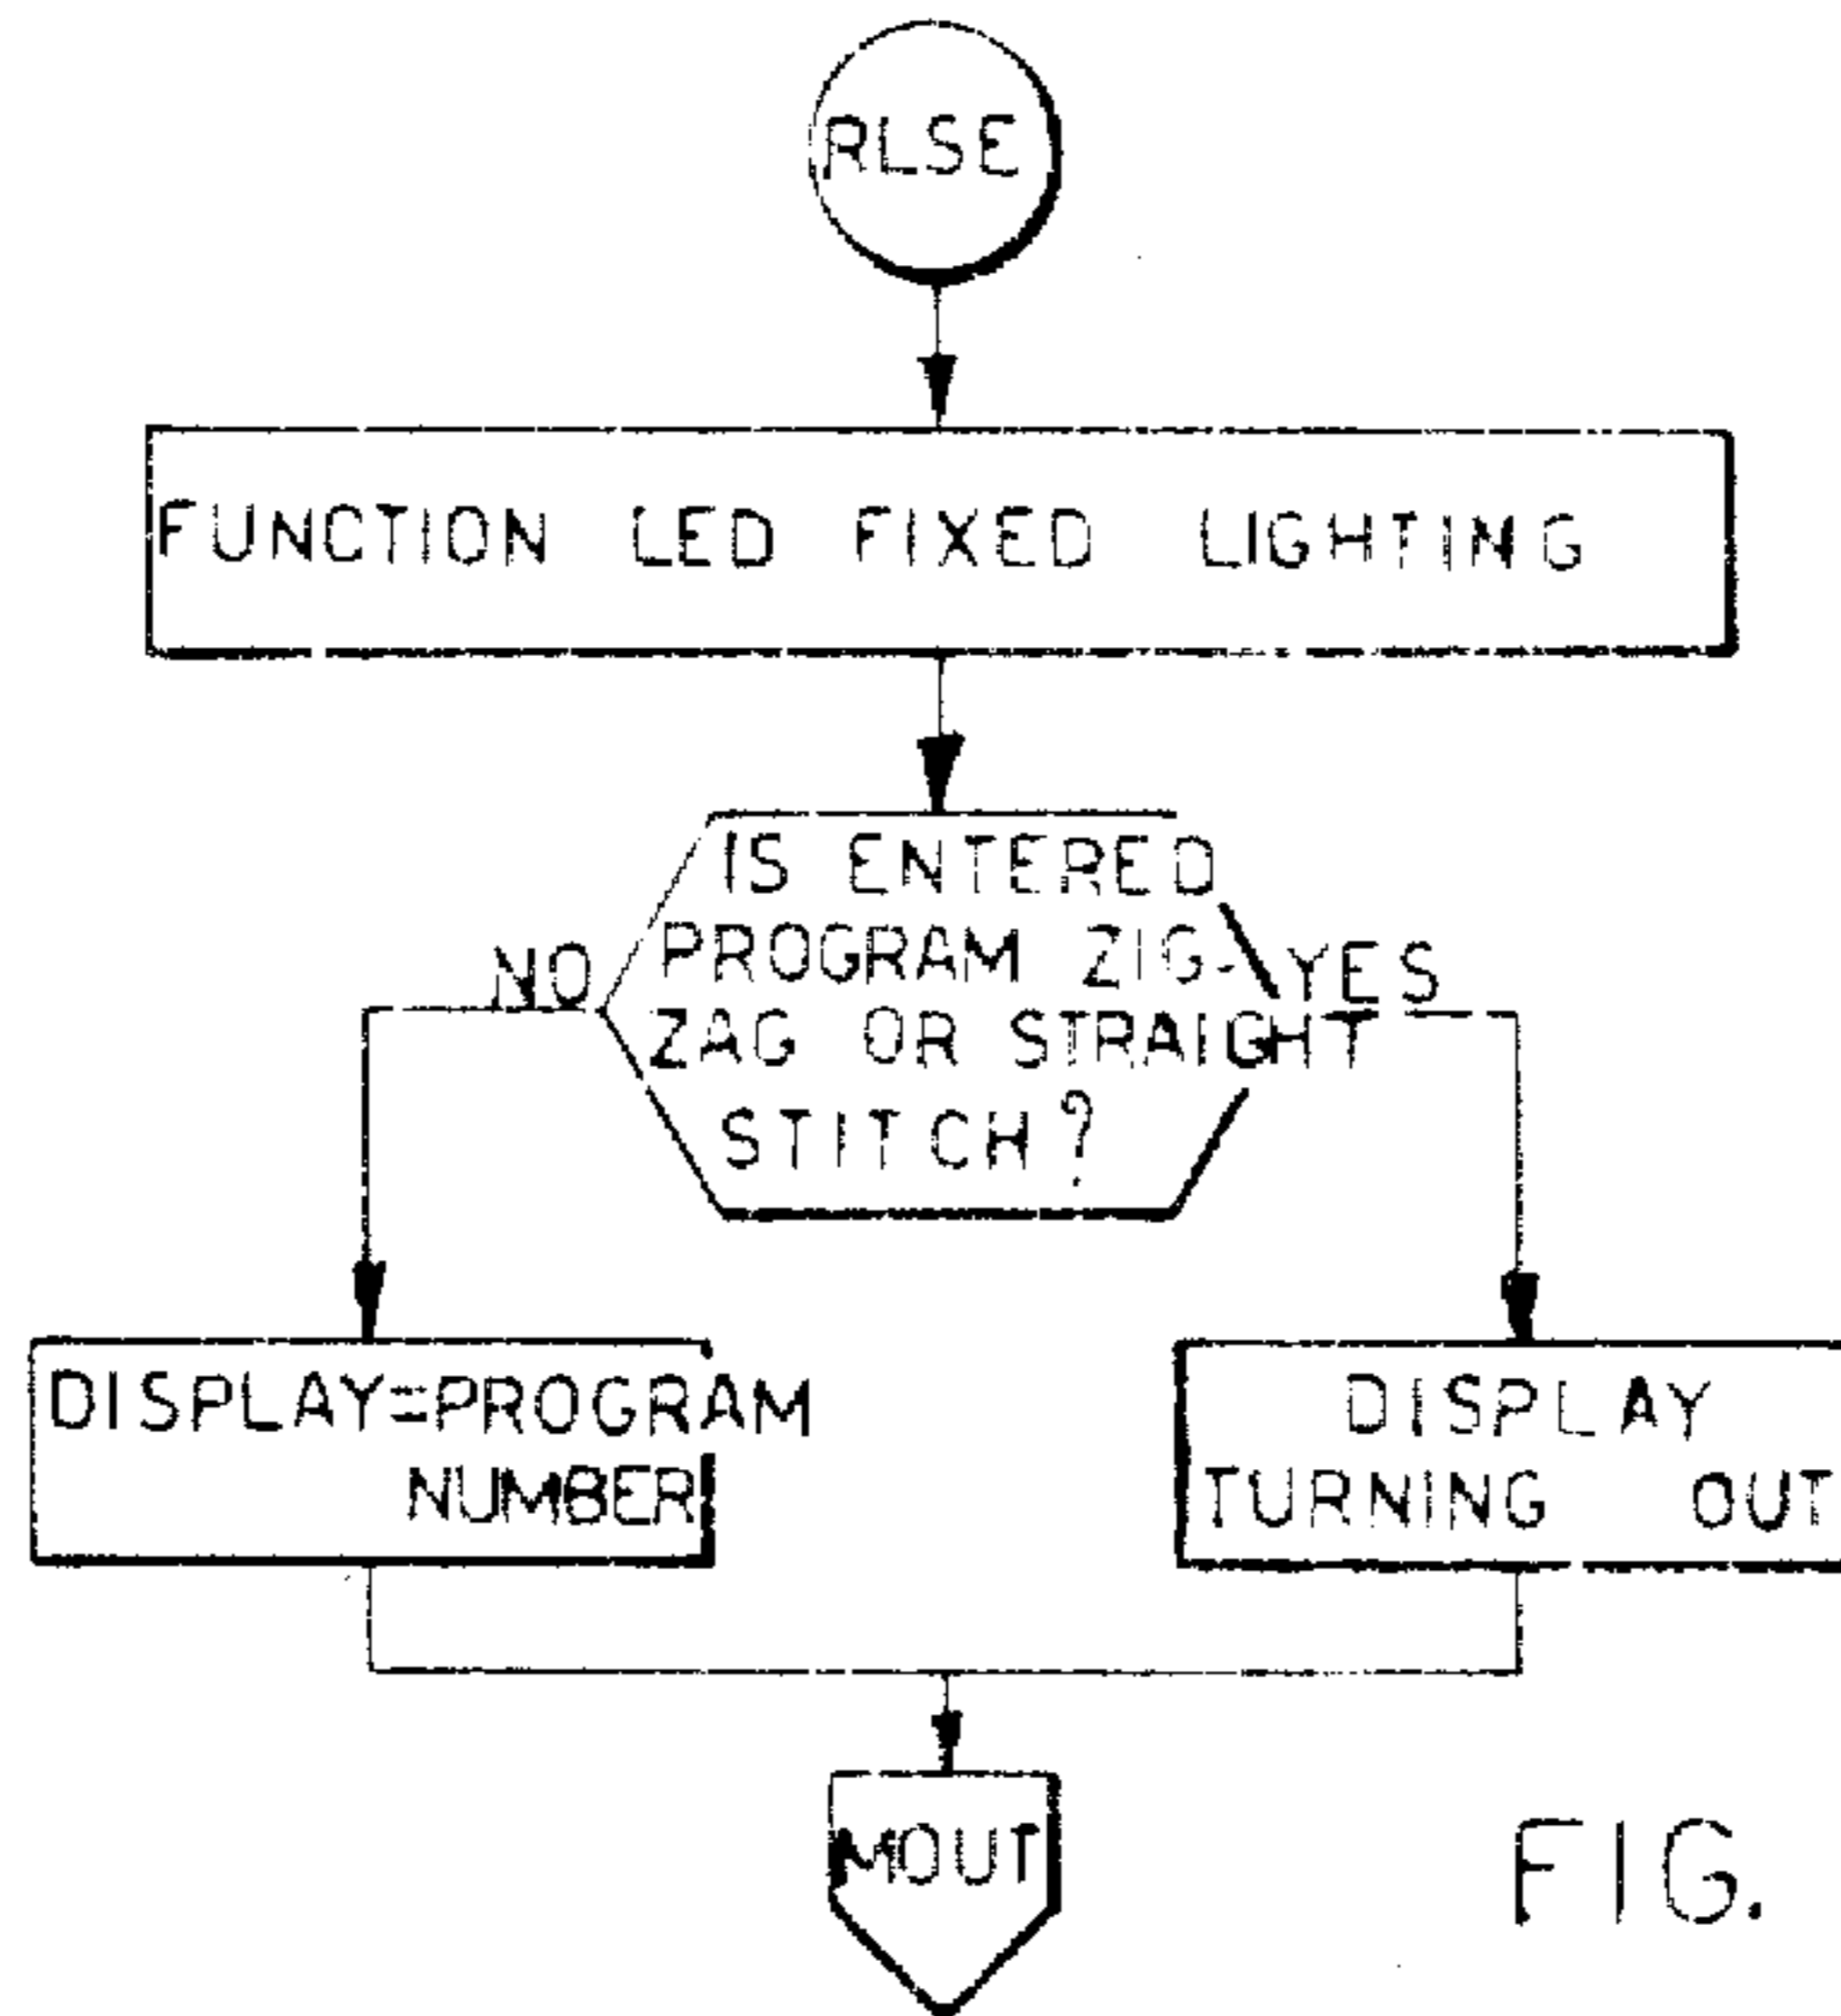 RLSE
FUNCTION LED FIXED LIGHTING
IS ENTERED
PROGRAM ZIG-
ZAG OR STRAIGHT
STITCH?
NO
YES
DISPLAY=PROGRAM
NUMBER
DISPLAY
TURNING OUT
MOUT
FIG.